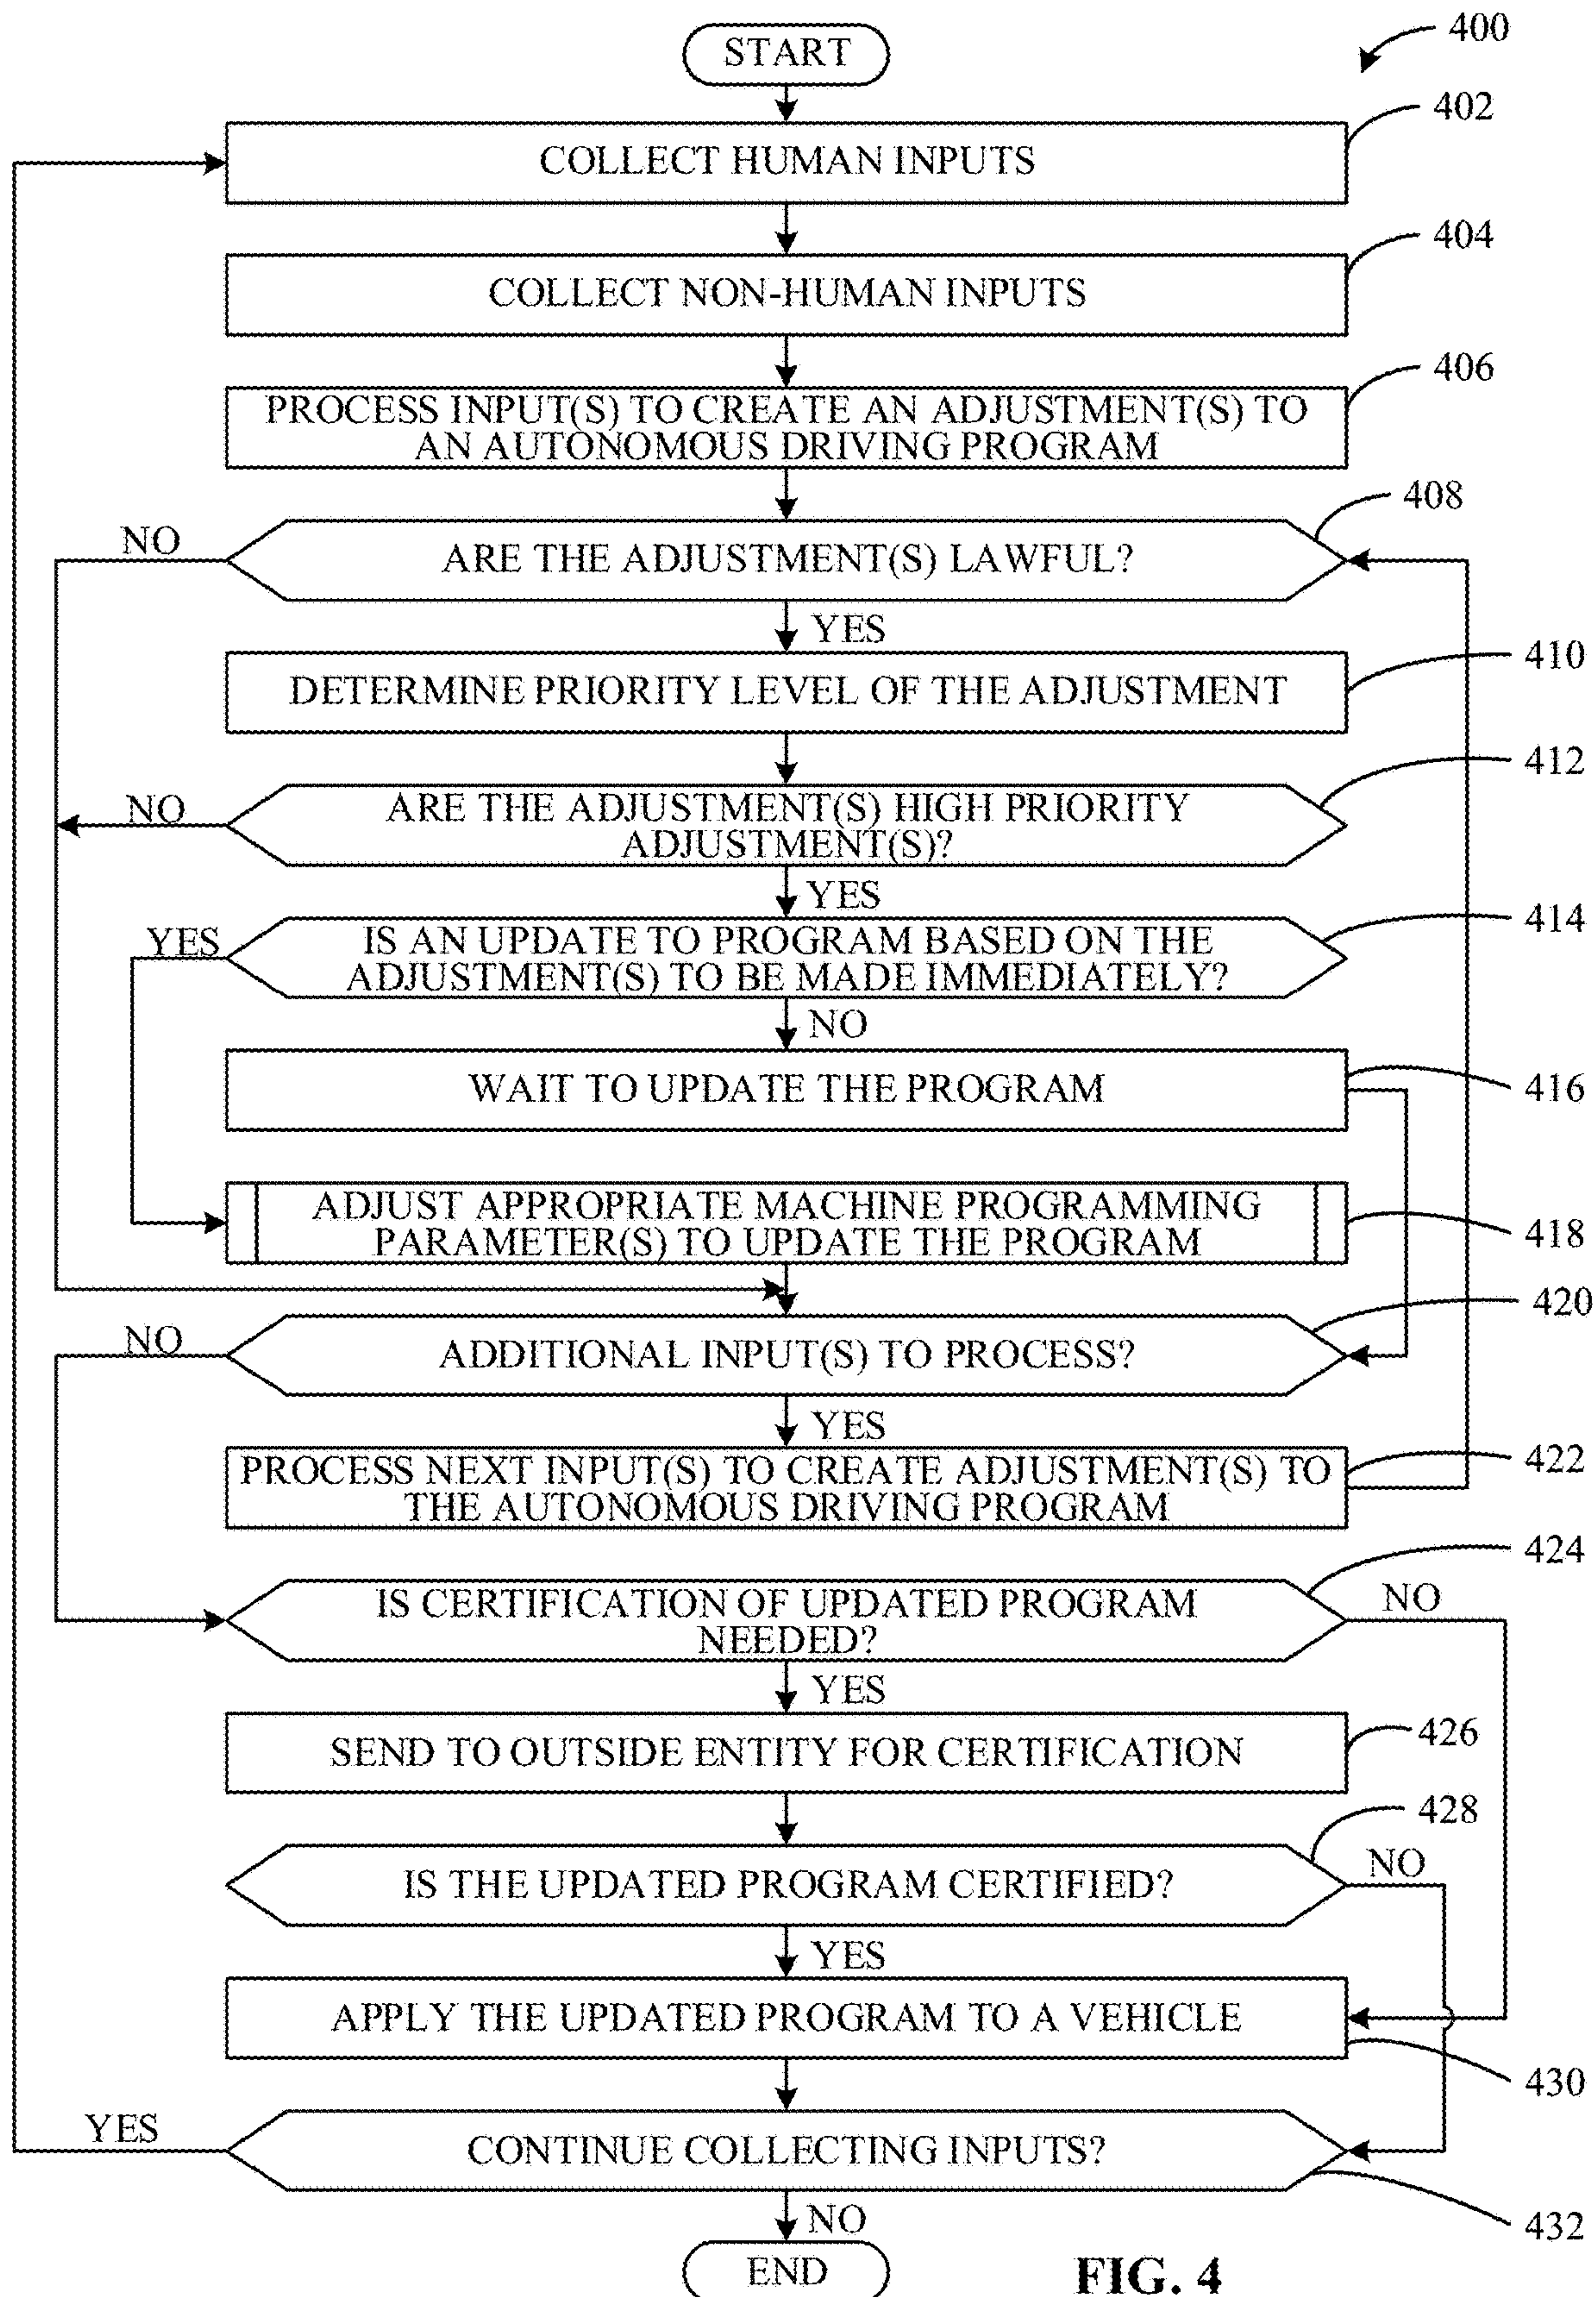 START
400
402
COLLECT HUMAN INPUTS
404
COLLECT NON-HUMAN INPUTS
406
PROCESS INPUT(S) TO CREATE AN ADJUSTMENT(S) TO
AN AUTONOMOUS DRIVING PROGRAM
408
NO
ARE THE ADJUSTMENT(S) LAWFUL?
YES
410
DETERMINE PRIORITY LEVEL OF THE ADJUSTMENT
412
NO
ARE THE ADJUSTMENT(S) HIGH PRIORITY
ADJUSTMENT(S)?
YES
414
YES
IS AN UPDATE TO PROGRAM BASED ON THE
ADJUSTMENT(S) TO BE MADE IMMEDIATELY?
NO
WAIT TO UPDATE THE PROGRAM
416
ADJUST APPROPRIATE MACHINE PROGRAMMING
PARAMETER(S) TO UPDATE THE PROGRAM
418
420
NO
ADDITIONAL INPUT(S) TO PROCESS?
YES
422
PROCESS NEXT INPUT(S) TO CREATE ADJUSTMENT(S) TO
THE AUTONOMOUS DRIVING PROGRAM
424
IS CERTIFICATION OF UPDATED PROGRAM
NEEDED?
NO
YES
426
SEND TO OUTSIDE ENTITY FOR CERTIFICATION
428
IS THE UPDATED PROGRAM CERTIFIED?
NO
YES
APPLY THE UPDATED PROGRAM TO A VEHICLE
430
YES
CONTINUE COLLECTING INPUTS?
432
NO
END
FIG. 4